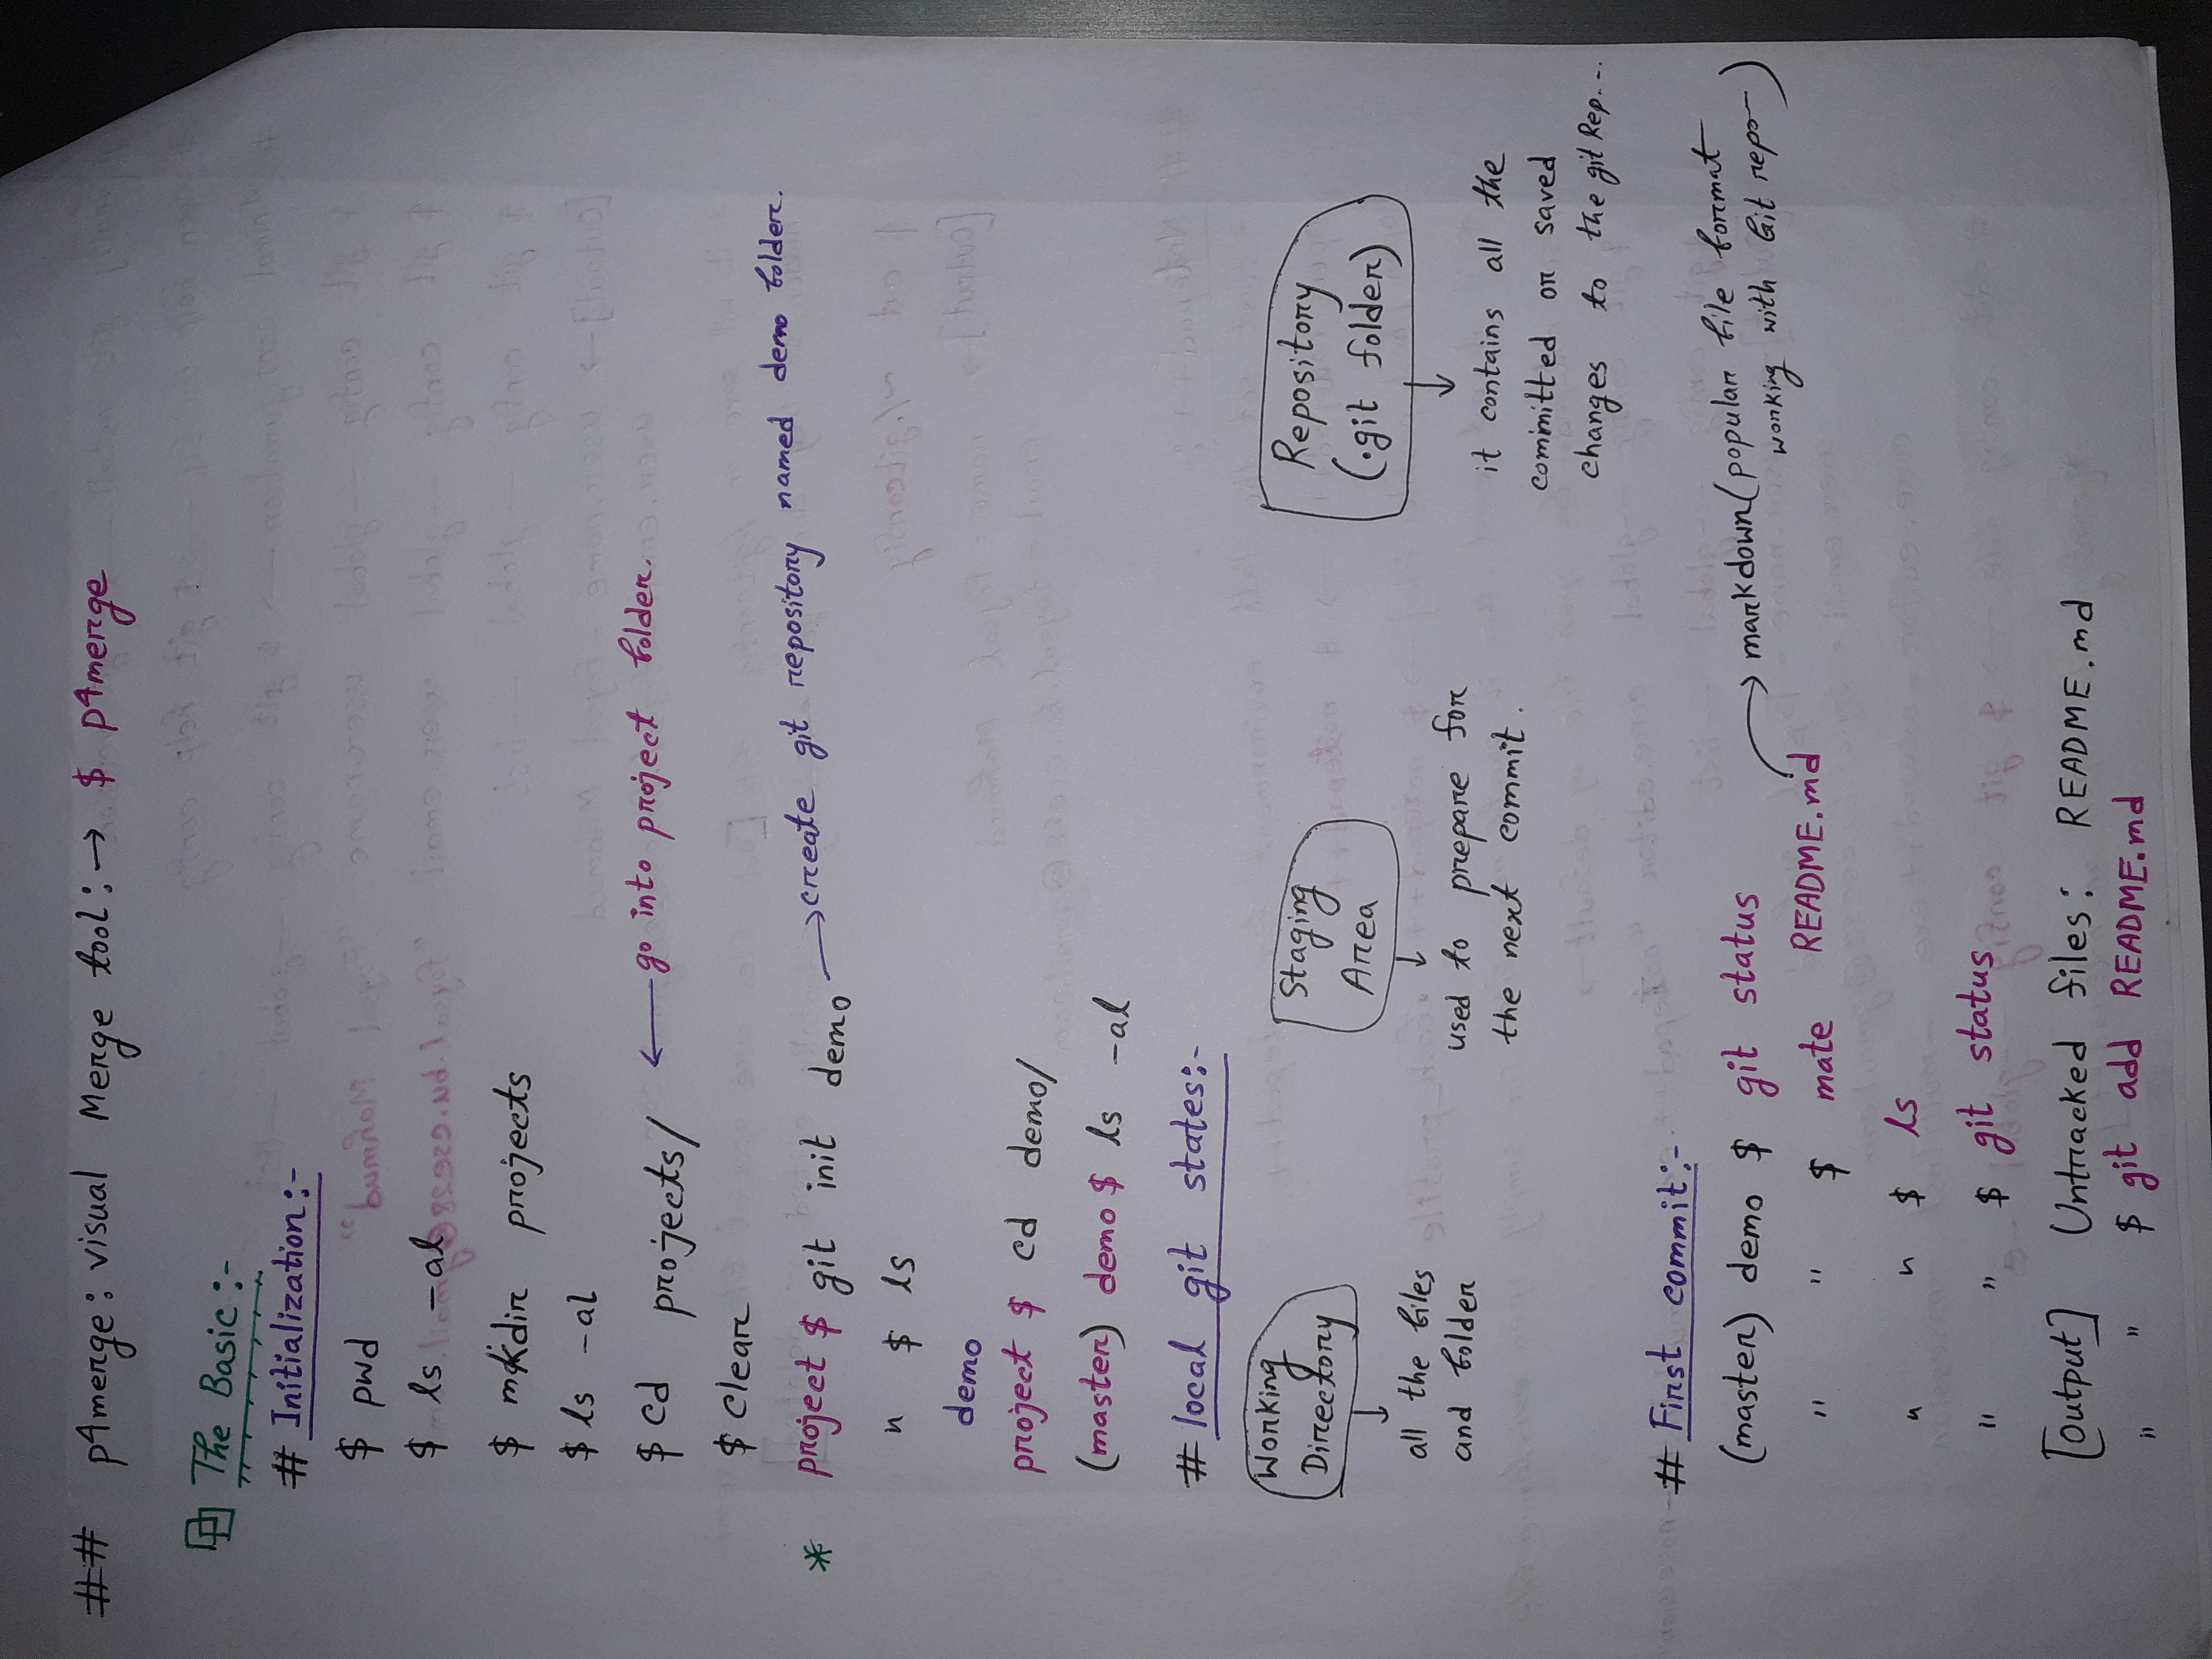 ## p4merge: visual Merge tool:→ $ p4merge
The Basic:-
# Initialization:-
$ pwd
$ ls -al
$ mkdir projects
$ ls -al
$ cd projects/ ← go into project folder.
$ clear
* project $ git init demo → create git repository named demo folder.
" $ ls
demo
project $ cd demo/
(master) demo $ ls -al
# local git states:-
Working
Directory
↓
all the files
and folder
Staging
Area
↓
used to prepare for
the next commit.
Repository
(.git folder)
↓
it contains all the
committed or saved
changes to the git Rep...
# First commit:-
(master) demo $ git status
" " $ mate README.md → markdown (popular file format
working with Git repo—)
" " $ ls
" " $ git status
[output] Untracked files: README.md
" " $ git add README.md